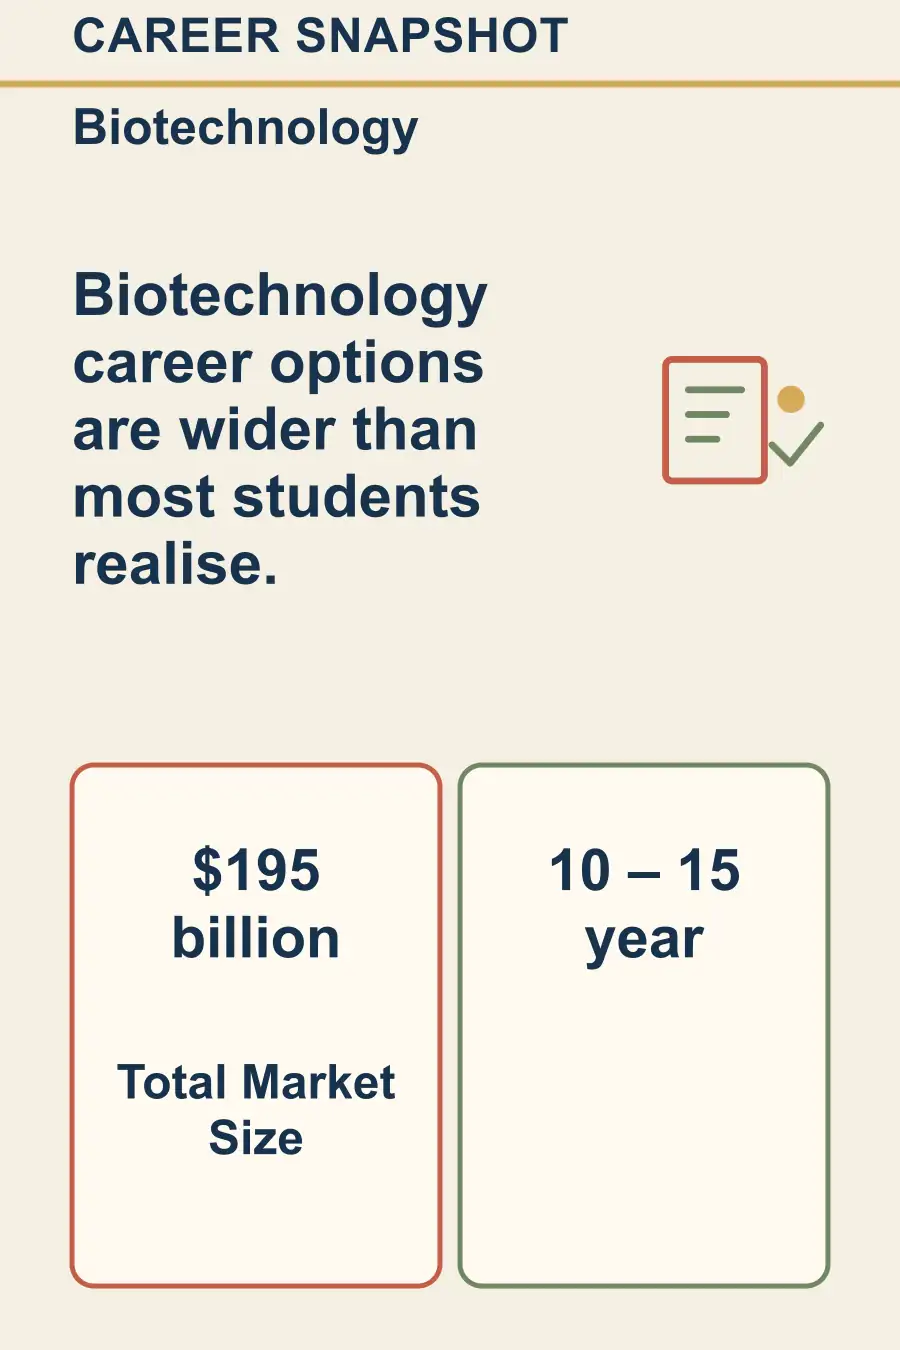 CAREER SNAPSHOT
Biotechnology
Biotechnology
career options
are wider than
most students
realise.
$195
billion
Total Market
Size
10 – 15
year